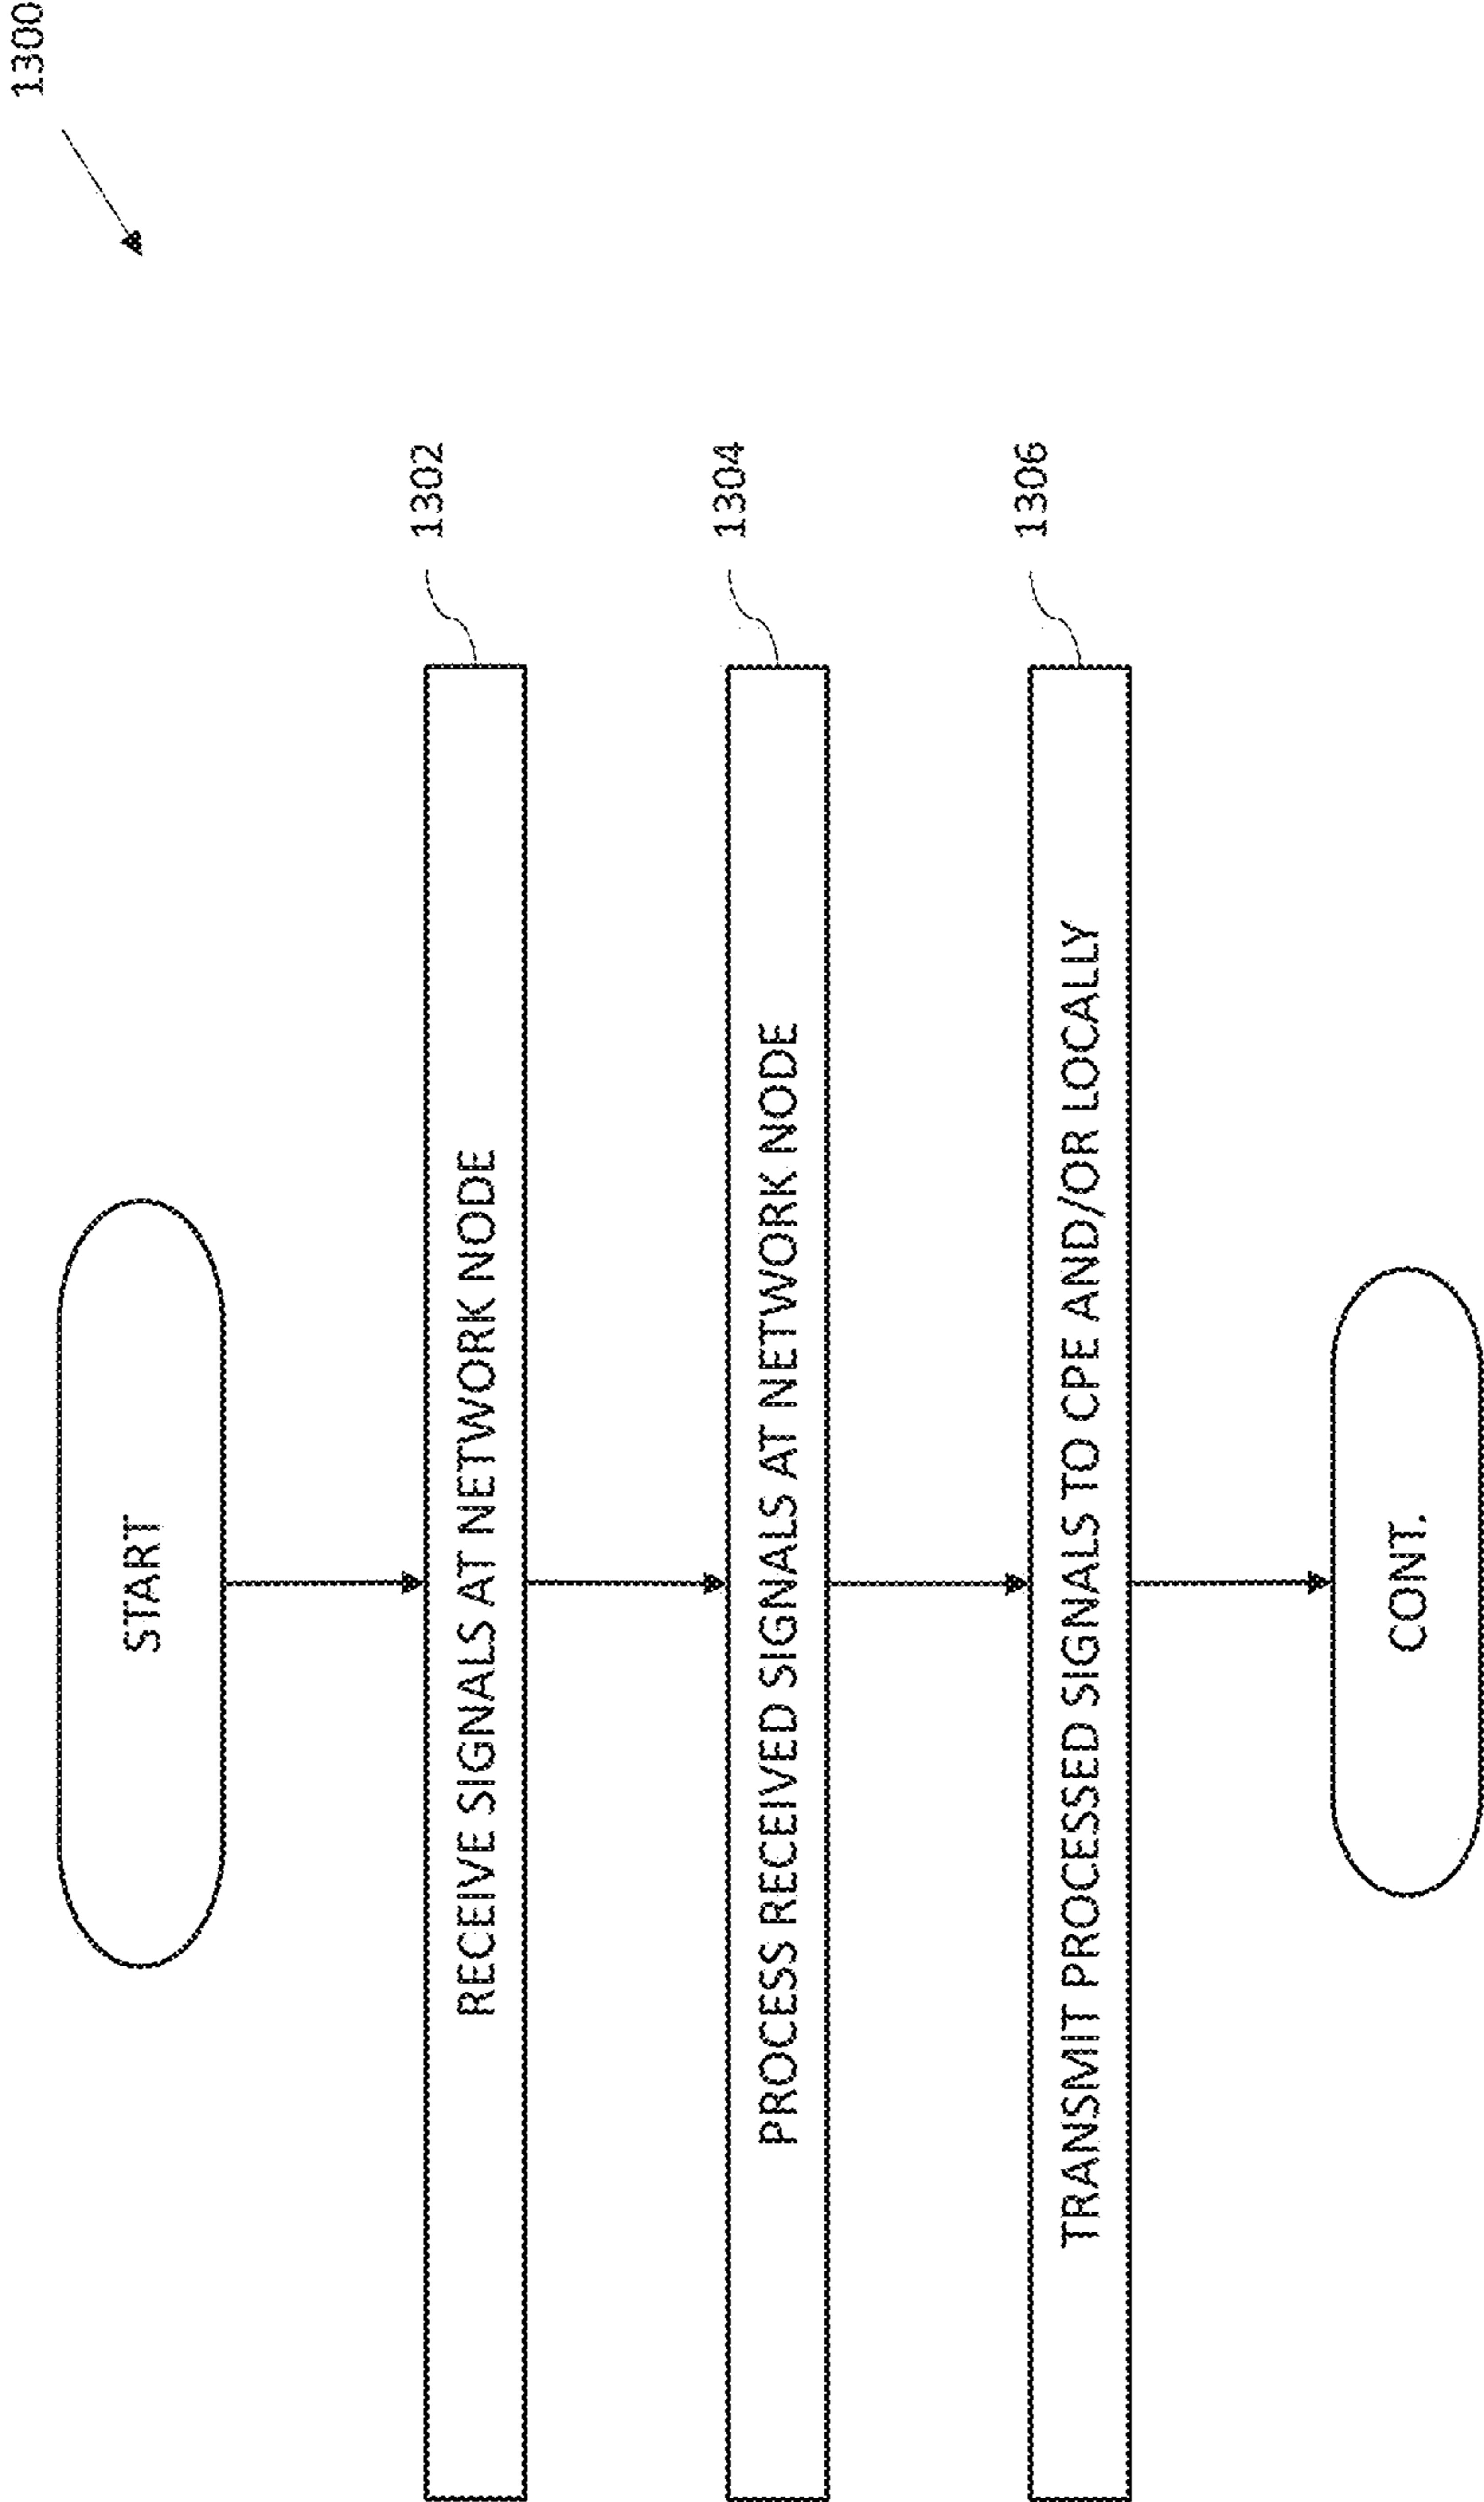 1300
START
RECEIVE SIGNALS AT NETWORK NODE
1302
PROCESS RECEIVED SIGNALS AT NETWORK NODE
1304
TRANSMIT PROCESSED SIGNALS TO CPE AND/OR LOCALLY
1306
CONT.